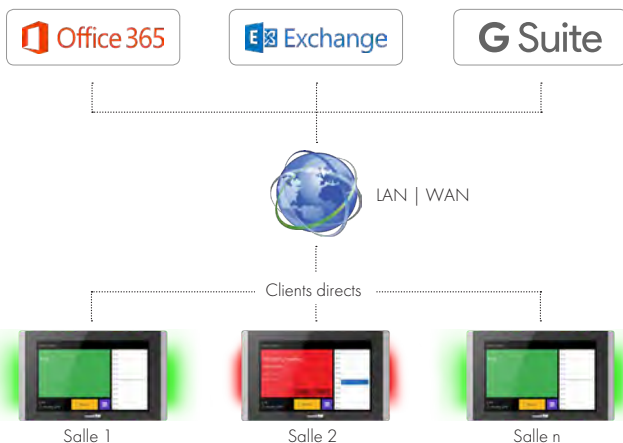 Office 365
E Exchange
G Suite
LAN | WAN
Clients directs
Salle 1
Salle 2
Salle n